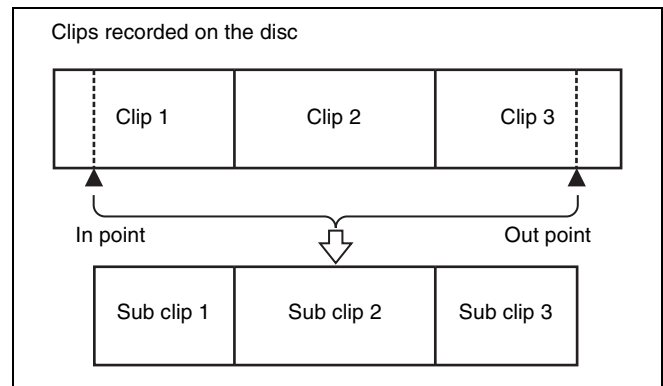 Clips recorded on the disc
Clip 1 Clip 2 Clip 3
In point Out point
Sub clip 1 Sub clip 2 Sub clip 3